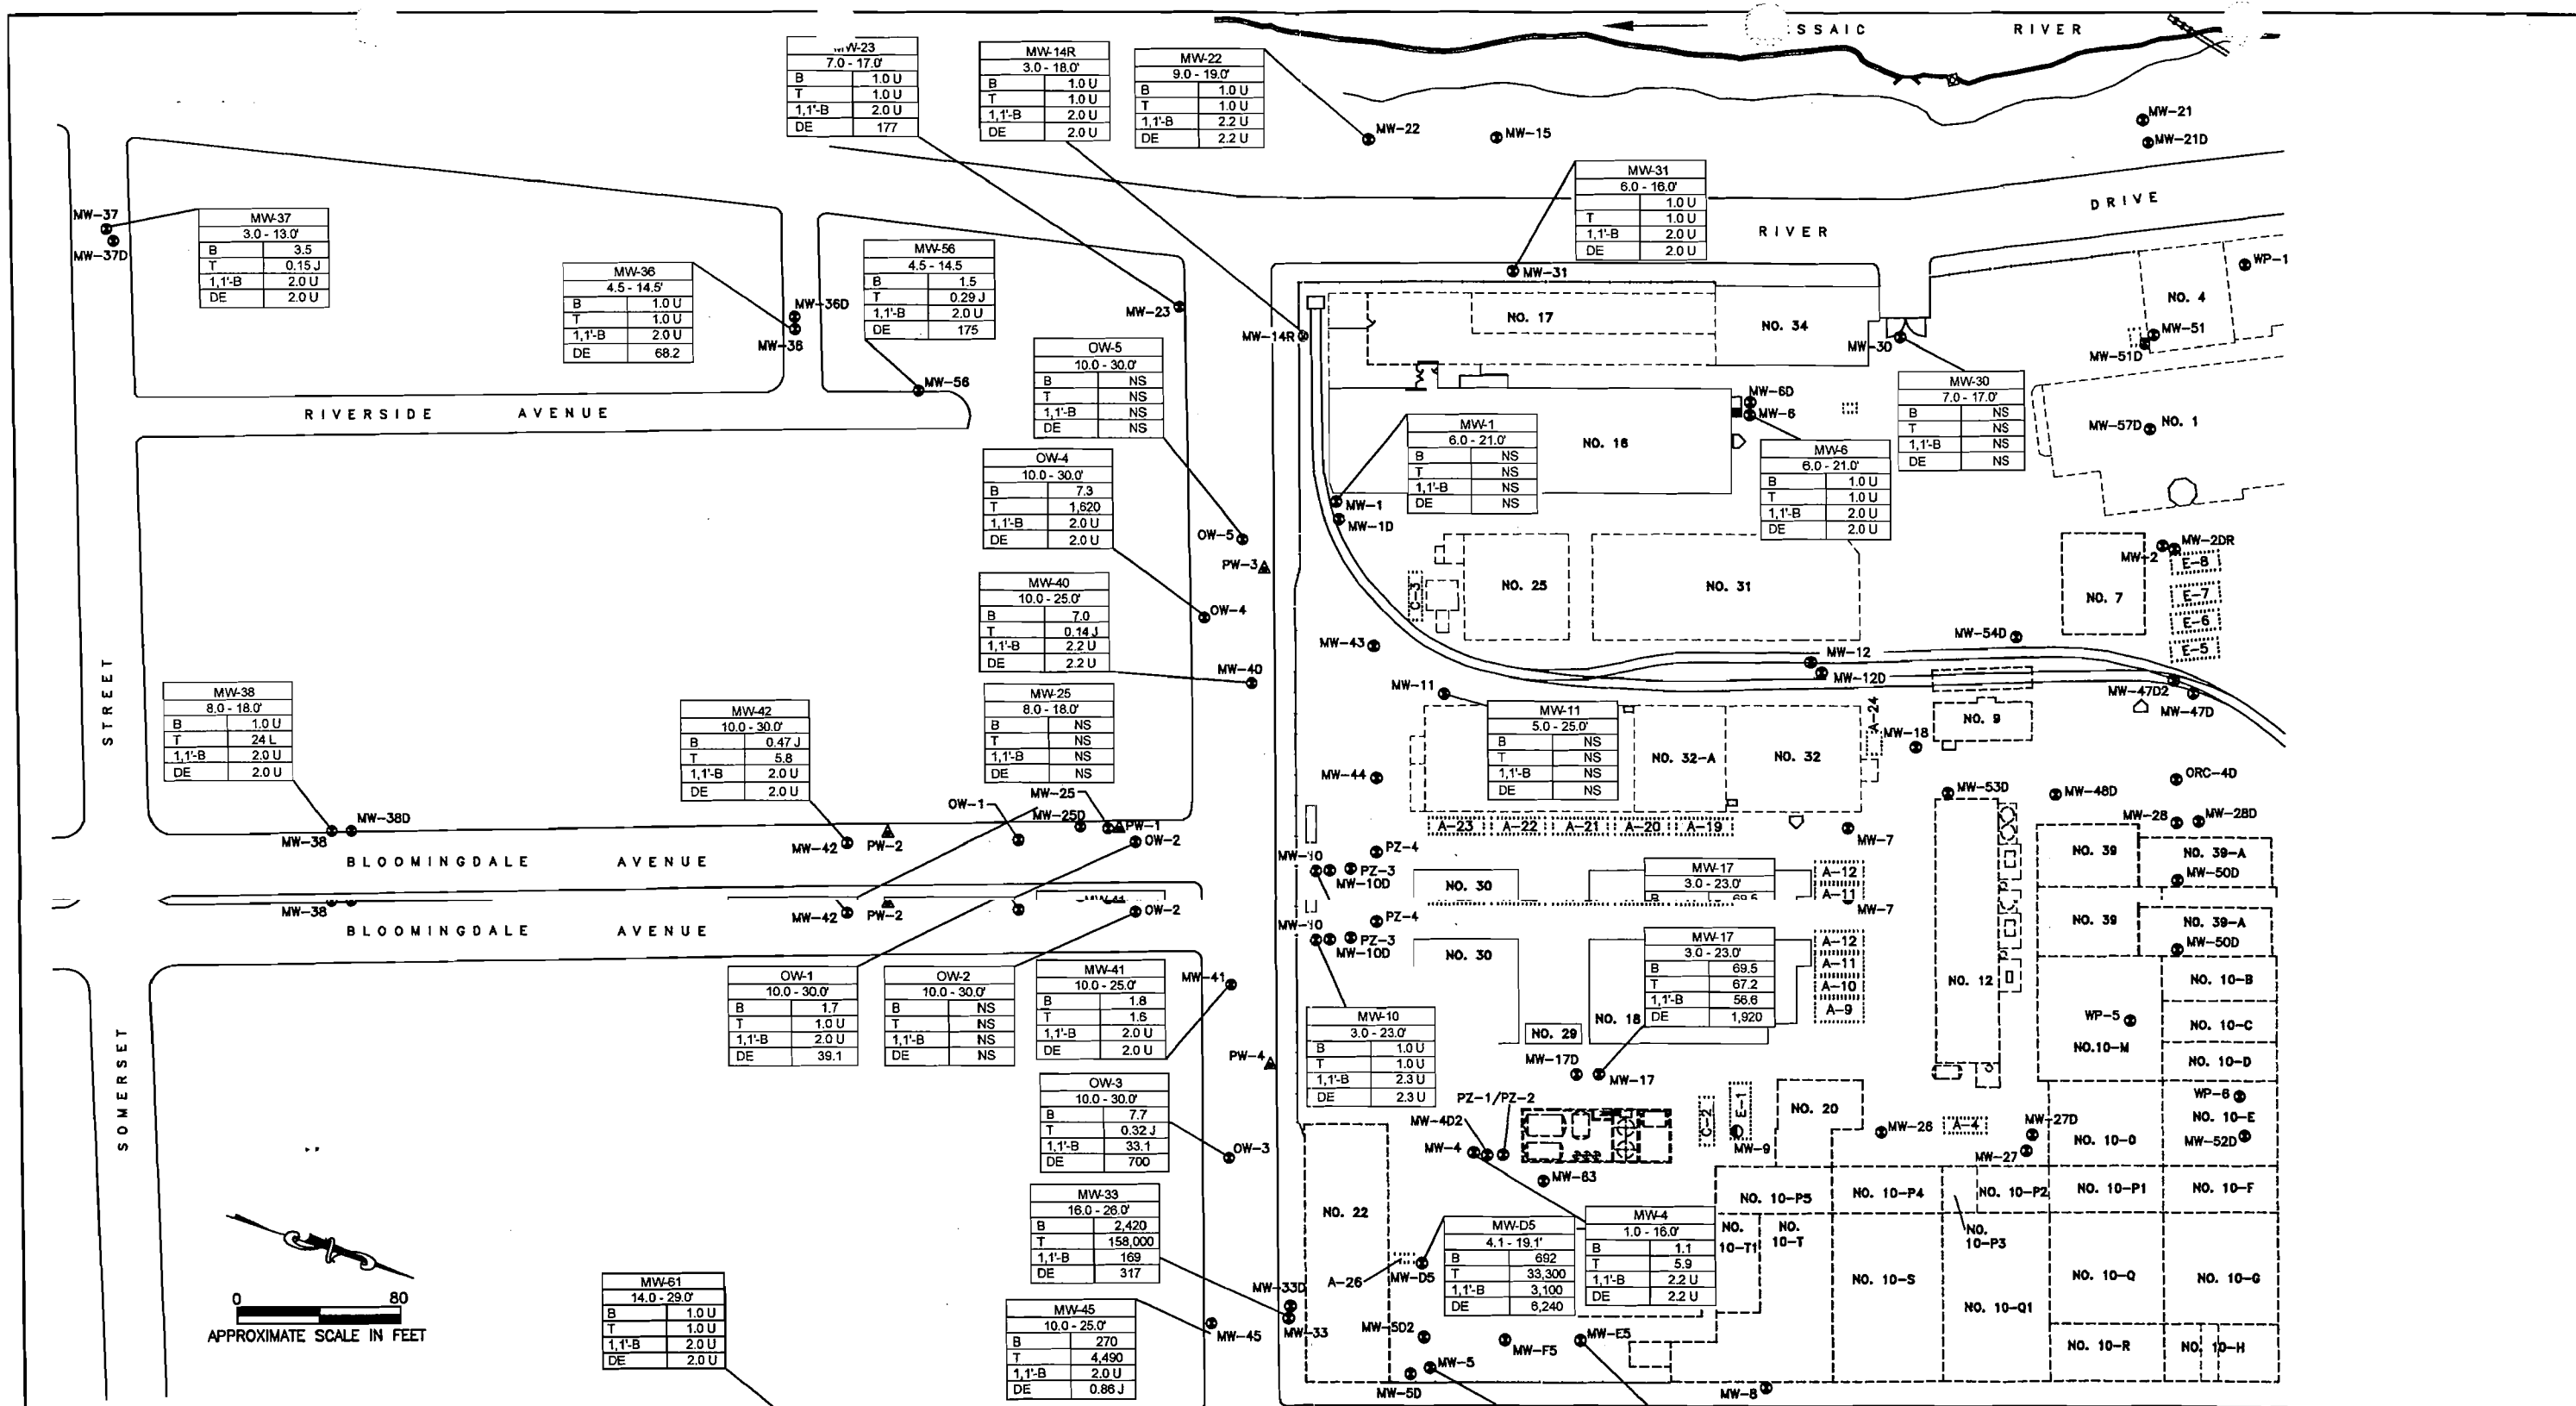 SSAIC RIVER
MW-23
7.0 - 17.0'
B 1.0 U
T 1.0 U
1,1'-B 2.0 U
DE 177
MW-14R
3.0 - 18.0'
B 1.0 U
T 1.0 U
1,1'-B 2.0 U
DE 2.0 U
MW-22
9.0 - 19.0'
B 1.0 U
T 1.0 U
1,1'-B 2.2 U
DE 2.2 U
MW-22
MW-15
MW-21
MW-21D
MW-31
6.0 - 16.0'
1.0 U
T 1.0 U
1,1'-B 2.0 U
DE 2.0 U
RIVER DRIVE
MW-37
MW-37D
MW-37
3.0 - 13.0'
B 3.5
T 0.15 J
1,1'-B 2.0 U
DE 2.0 U
MW-36
4.5 - 14.5'
B 1.0 U
T 1.0 U
1,1'-B 2.0 U
DE 68.2
MW-36D
MW-36
MW-56
4.5 - 14.5
B 1.5
T 0.29 J
1,1'-B 2.0 U
DE 175
MW-56
MW-23
MW-14R
MW-31
NO. 17
NO. 34
MW-30
WP-1
NO. 4
MW-51
MW-51D
RIVERSIDE AVENUE
OW-5
10.0 - 30.0'
B NS
T NS
1,1'-B NS
DE NS
MW-30
7.0 - 17.0'
B NS
T NS
1,1'-B NS
DE NS
MW-1
6.0 - 21.0'
B NS
T NS
1,1'-B NS
DE NS
NO. 16
MW-6D
MW-6
MW-6
6.0 - 21.0'
B 1.0 U
T 1.0 U
1,1'-B 2.0 U
DE 2.0 U
MW-57D
NO. 1
OW-4
10.0 - 30.0'
B 7.3
T 1,620
1,1'-B 2.0 U
DE 2.0 U
MW-1
MW-1D
OW-5
PW-3
OW-4
C-3
NO. 25
NO. 31
MW-2
MW-2DR
NO. 7
E-8
E-7
E-6
E-5
MW-40
10.0 - 25.0'
B 7.0
T 0.14 J
1,1'-B 2.2 U
DE 2.2 U
MW-40
MW-43
MW-54D
MW-12
MW-12D
MW-11
MW-47D2
MW-47D
STREET
MW-38
8.0 - 18.0'
B 1.0 U
T 24 L
1,1'-B 2.0 U
DE 2.0 U
MW-42
10.0 - 30.0'
B 0.47 J
T 5.8
1,1'-B 2.0 U
DE 2.0 U
MW-25
8.0 - 18.0'
B NS
T NS
1,1'-B NS
DE NS
MW-11
5.0 - 25.0'
B NS
T NS
1,1'-B NS
DE NS
NO. 32-A
NO. 32
A-24
NO. 9
MW-18
MW-44
ORC-4D
MW-53D
MW-48D
MW-28
MW-28D
MW-38D
MW-38
MW-42
PW-2
OW-1
MW-25
MW-25D
PW-1
OW-2
A-23
A-22
A-21
A-20
A-19
MW-7
BLOOMINGDALE AVENUE
MW-10
MW-10D
PZ-3
PZ-4
NO. 30
MW-17
3.0 - 23.0'
B 69.5
A-12
A-11
NO. 39
NO. 39-A
MW-50D
MW-38
MW-42
PW-2
MW-41
OW-2
MW-7
BLOOMINGDALE AVENUE
MW-10
MW-10D
PZ-3
PZ-4
NO. 30
MW-17
3.0 - 23.0'
B 69.5
T 67.2
1,1'-B 56.6
DE 1,920
A-12
A-11
A-10
A-9
NO. 39
NO. 39-A
MW-50D
OW-1
10.0 - 30.0'
B 1.7
T 1.0 U
1,1'-B 2.0 U
DE 39.1
OW-2
10.0 - 30.0'
B NS
T NS
1,1'-B NS
DE NS
MW-41
10.0 - 25.0'
B 1.8
T 1.6
1,1'-B 2.0 U
DE 2.0 U
MW-41
PW-4
MW-10
3.0 - 23.0'
B 1.0 U
T 1.0 U
1,1'-B 2.3 U
DE 2.3 U
NO. 29
NO. 18
NO. 12
NO. 10-B
WP-5
NO. 10-C
NO.10-M
NO. 10-D
SOMERSET
OW-3
10.0 - 30.0'
B 7.7
T 0.32 J
1,1'-B 33.1
DE 700
OW-3
MW-17D
MW-17
PZ-1/PZ-2
MW-4D2
MW-4
C-2
E-1
NO. 20
MW-9
MW-26
A-4
MW-27D
MW-27
NO. 10-O
WP-6
NO. 10-E
MW-52D
MW-63
MW-33
16.0 - 26.0'
B 2,420
T 158,000
1,1'-B 169
DE 317
NO. 22
NO. 10-P5
NO. 10-P4
NO. 10-P2
NO. 10-P1
NO. 10-F
MW-D5
4.1 - 19.1'
B 692
T 33,300
1,1'-B 3,100
DE 6,240
MW-4
1.0 - 16.0'
B 1.1
T 5.9
1,1'-B 2.2 U
DE 2.2 U
NO. 10-T1
NO. 10-T
NO. 10-P3
A-26
MW-D5
NO. 10-S
NO. 10-Q1
NO. 10-Q
NO. 10-G
0 80
APPROXIMATE SCALE IN FEET
MW-61
14.0 - 29.0'
B 1.0 U
T 1.0 U
1,1'-B 2.0 U
DE 2.0 U
MW-45
10.0 - 25.0'
B 270
T 4,490
1,1'-B 2.0 U
DE 0.86 J
MW-33D
MW-33
MW-45
MW-5D2
MW-F5
MW-E5
MW-5
MW-5D
MW-8
NO. 10-R
NO. 10-H